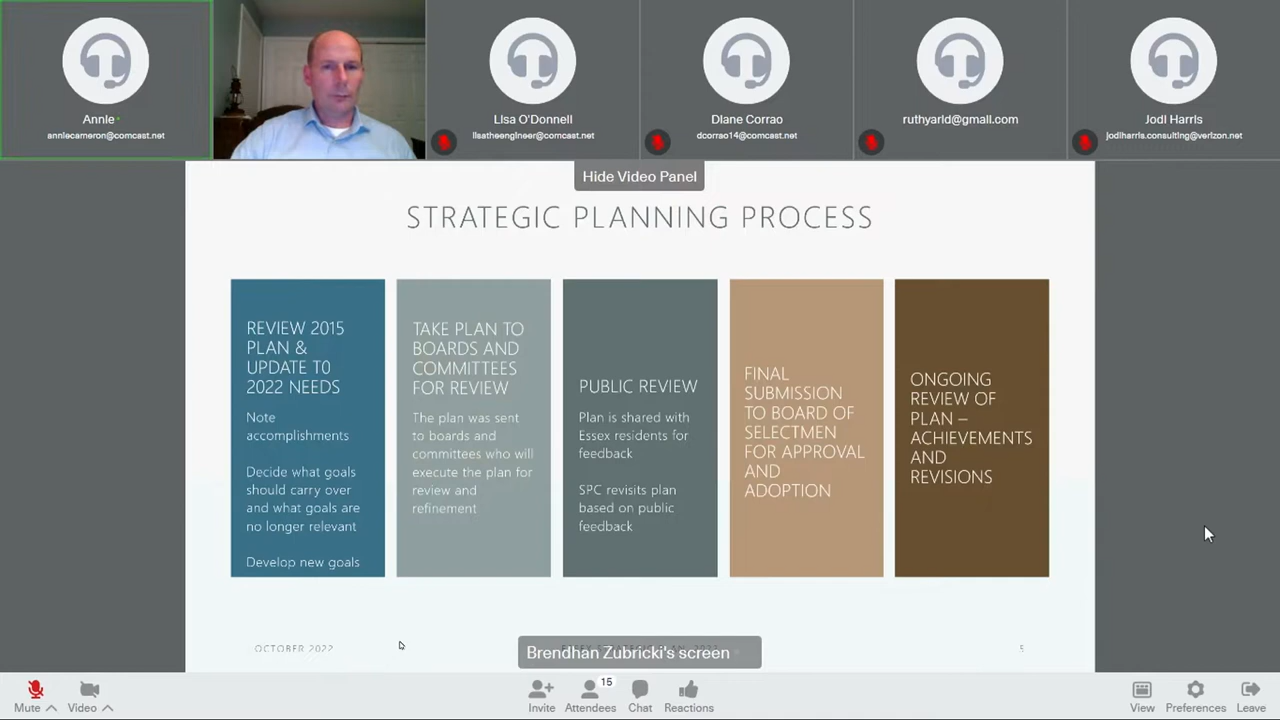 Annie
anniecameron@comcast.net
Lisa O'Donnell
lisatheengineer@comcast.net
Diane Corrao
dcorrao14@comcast.net
ruthyarid@gmail.com
Jodi Harris
jodiharris.consulting@verizon.net
Hide Video Panel
STRATEGIC PLANNING PROCESS
REVIEW 2015
PLAN &
UPDATE T0
2022 NEEDS
Note
accomplishments
Decide what goals
should carry over
and what goals are
no longer relevant
Develop new goals
TAKE PLAN TO
BOARDS AND
COMMITTEES
FOR REVIEW
The plan was sent
to boards and
committees who will
execute the plan for
review and
refinement
PUBLIC REVIEW
Plan is shared with
Essex residents for
feedback
SPC revisits plan
based on public
feedback
FINAL
SUBMISSION
TO BOARD OF
SELECTMEN
FOR APPROVAL
AND
ADOPTION
ONGOING
REVIEW OF
PLAN –
ACHIEVEMENTS
AND
REVISIONS
OCTOBER 2022
Brendhan Zubricki's screen
5
Mute
Video
Invite
15
Attendees
Chat
Reactions
View
Preferences
Leave